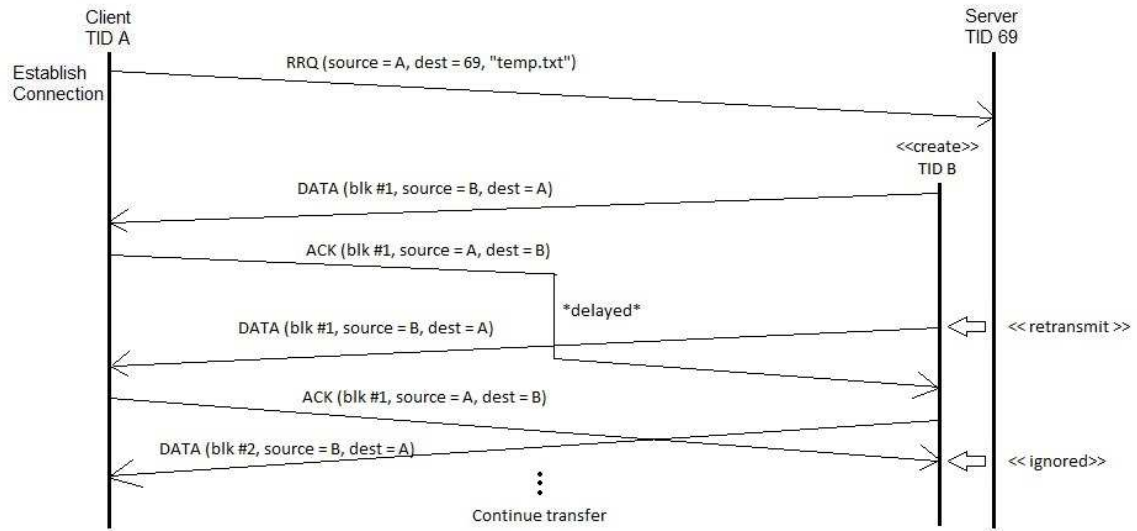 Client
TID A
Server
TID 69
RRQ (source = A, dest = 69, "temp.txt")
Establish
Connection
<<create>>
TID B
DATA (blk #1, source = B, dest = A)
ACK (blk #1, source = A, dest = B)
*delayed*
DATA (blk #1, source = B, dest = A)
<< retransmit >>
ACK (blk #1, source = A, dest = B)
DATA (blk #2, source = B, dest = A)
<< ignored>>
Continue transfer